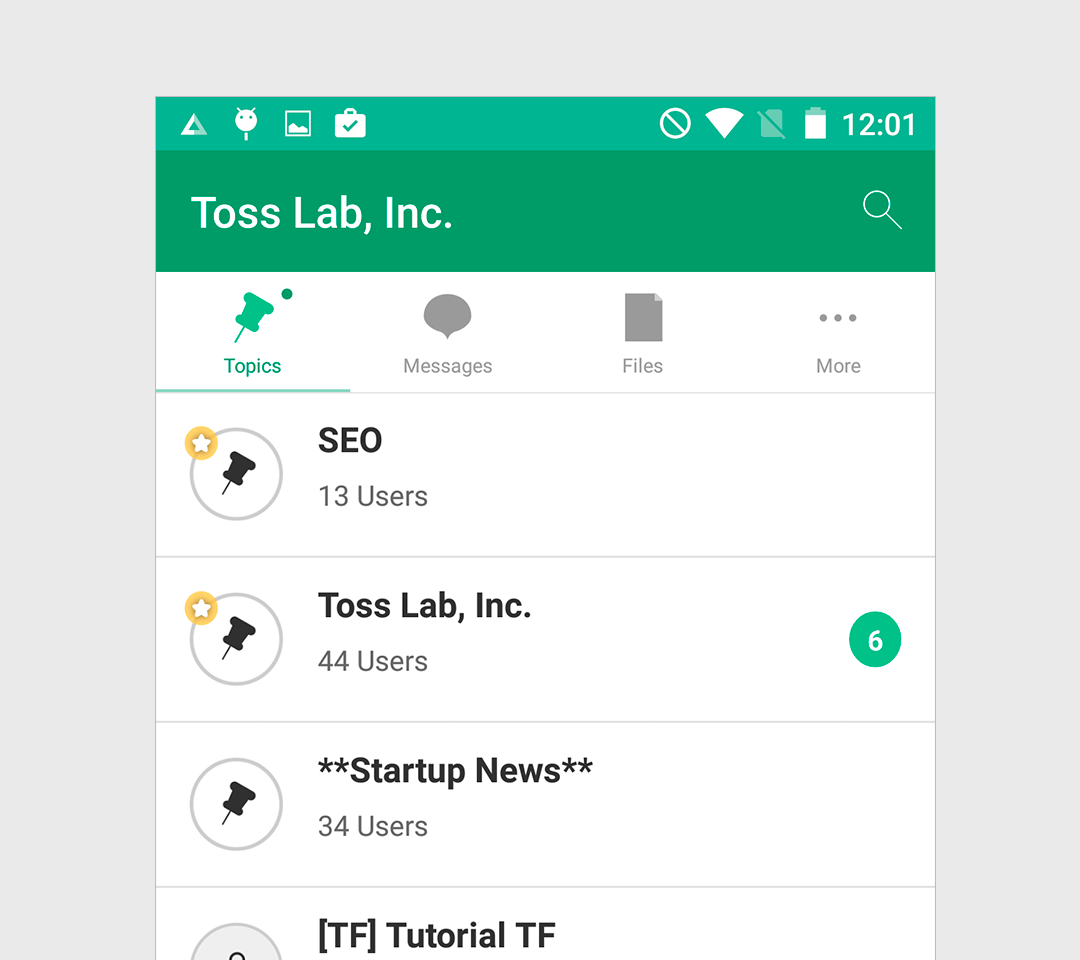 12:01
Toss Lab, Inc.
Topics
Messages
Files
More
SEO
13 Users
Toss Lab, Inc.
44 Users
6
**Startup News**
34 Users
[TF] Tutorial TF